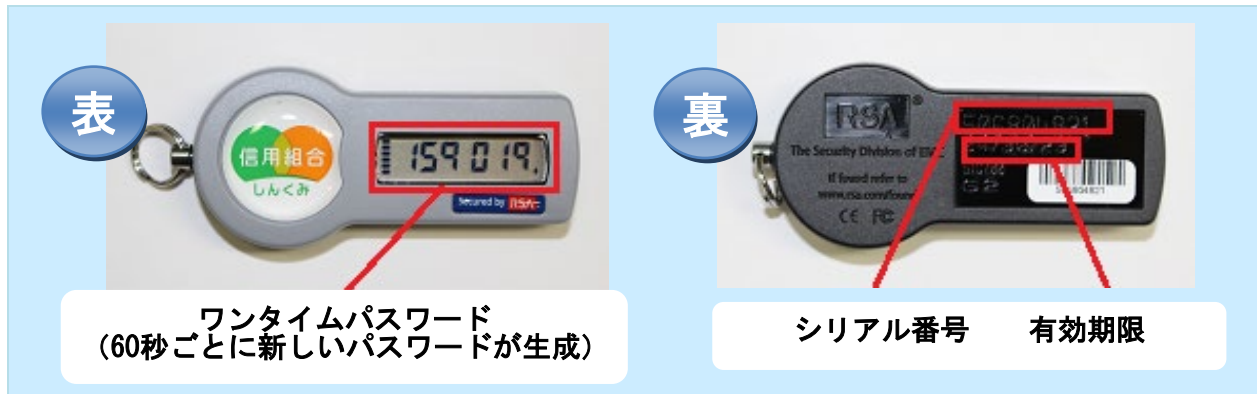 表
信用組合
しんくみ
159 019.
Secured by RSA
ワンタイムパスワード
(60秒ごとに新しいパスワードが生成)
裏
RSA®
The Security Division of EMC
If found refer to
www.rsa.com/found
CE FC
シリアル番号 有効期限